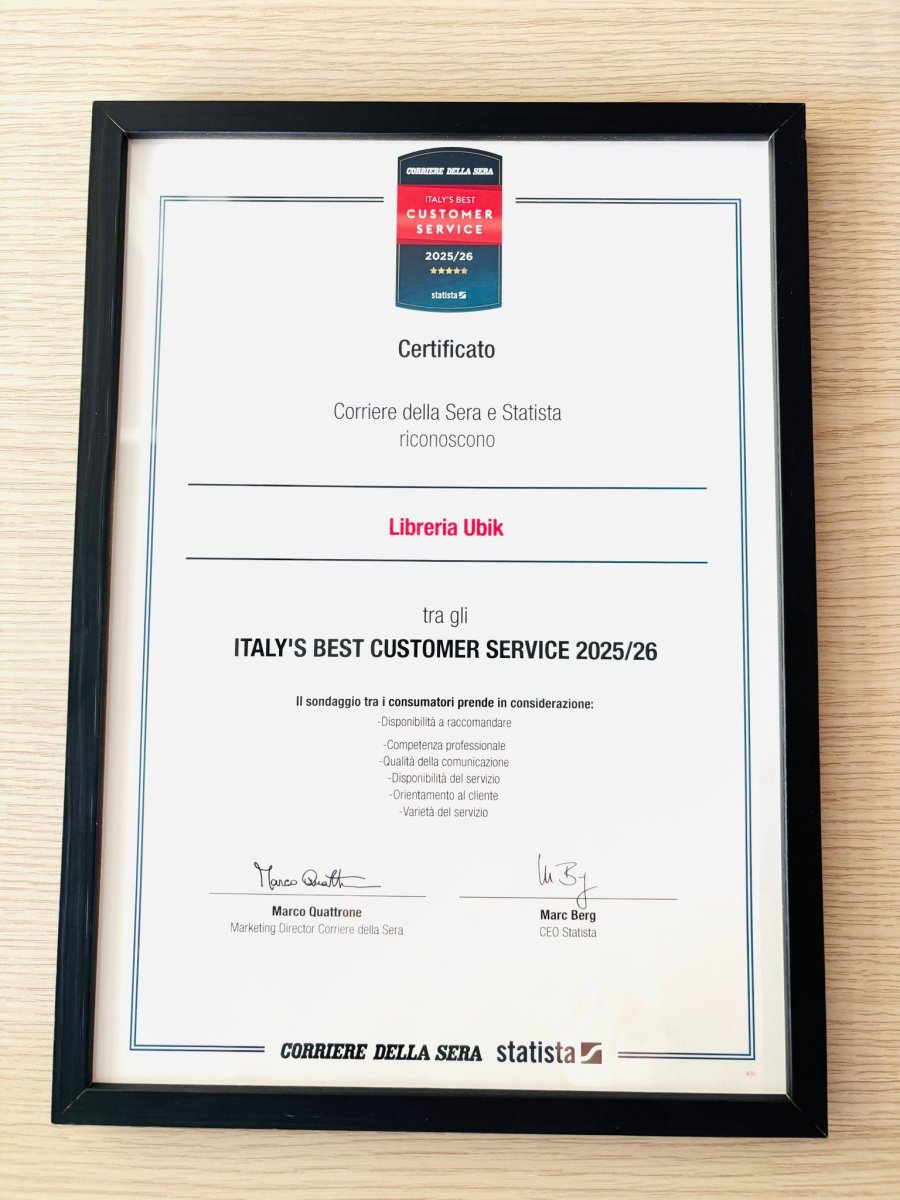 CORRIERE DELLA SERA
ITALY'S BEST
CUSTOMER
SERVICE
2025/26
statista
Certificato
Corriere della Sera e Statista
riconoscono
Libreria Ubik
tra gli
ITALY'S BEST CUSTOMER SERVICE 2025/26
Il sondaggio tra i consumatori prende in considerazione:
-Disponibilità a raccomandare
-Competenza professionale
-Qualità della comunicazione
-Disponibilità del servizio
-Orientamento al cliente
-Varietà del servizio
Marco Quattrone
Marketing Director Corriere della Sera
Marc Berg
CEO Statista
CORRIERE DELLA SERA statista